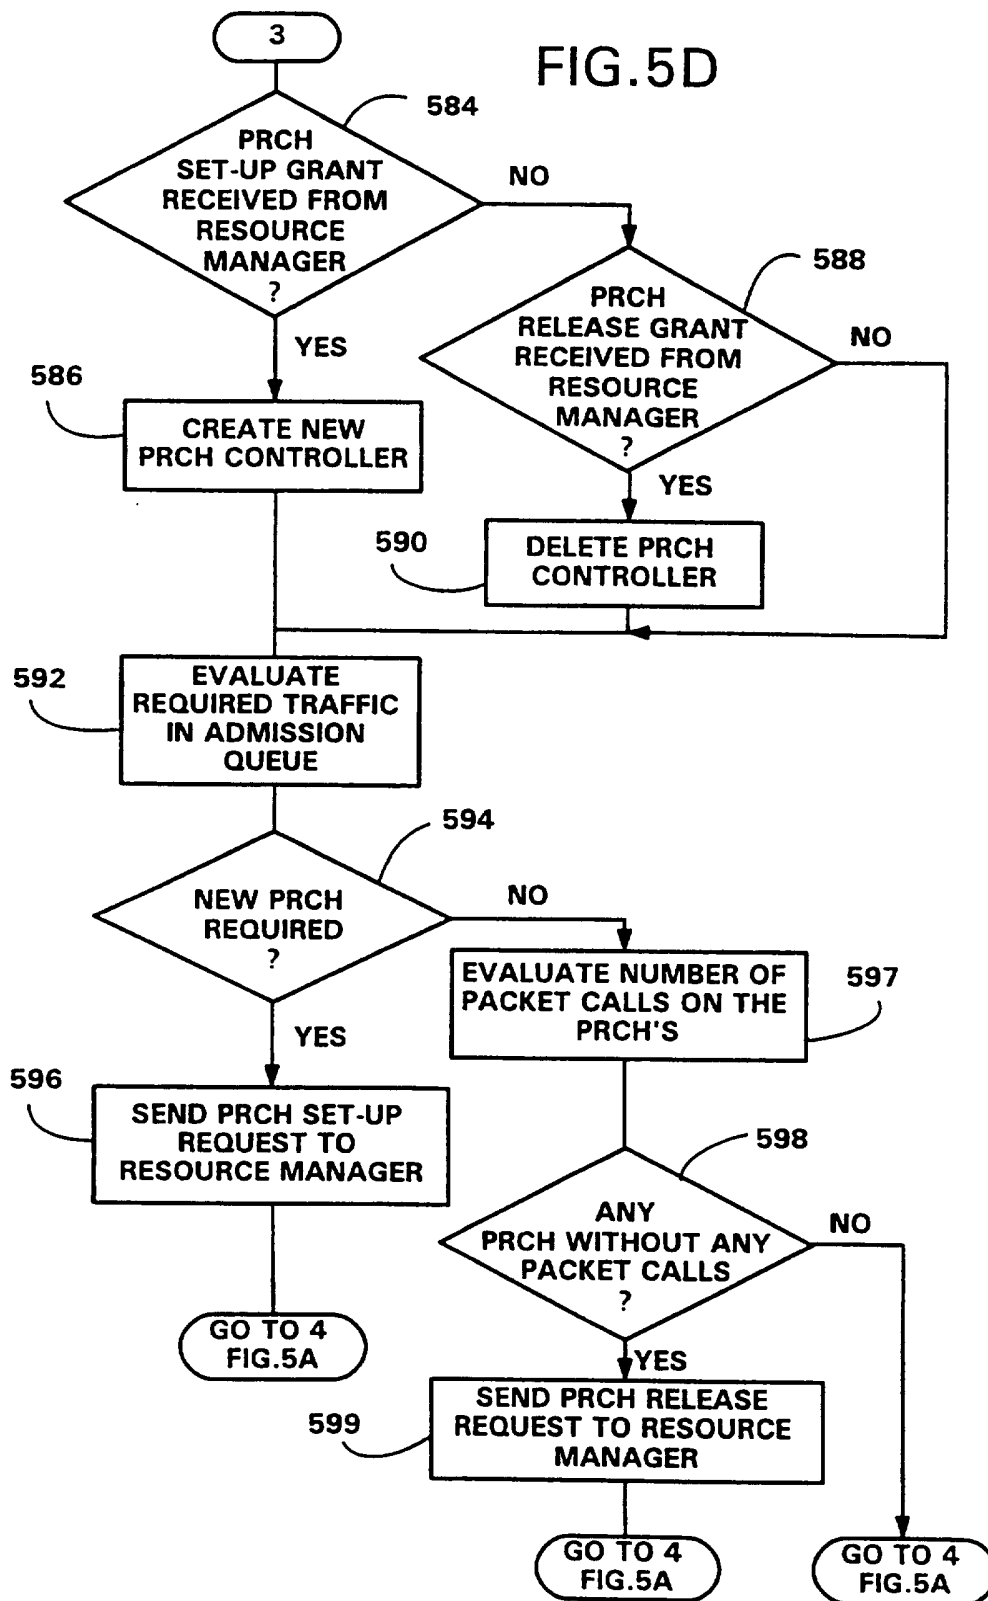 3
FIG.5D
584
PRCH
SET-UP GRANT
RECEIVED FROM
RESOURCE
MANAGER
?
NO
YES
588
PRCH
RELEASE GRANT
RECEIVED FROM
RESOURCE
MANAGER
?
NO
YES
586
CREATE NEW
PRCH CONTROLLER
590
DELETE PRCH
CONTROLLER
592
EVALUATE
REQUIRED TRAFFIC
IN ADMISSION
QUEUE
594
NEW PRCH
REQUIRED
?
NO
YES
597
EVALUATE NUMBER OF
PACKET CALLS ON THE
PRCH'S
596
SEND PRCH SET-UP
REQUEST TO
RESOURCE MANAGER
598
ANY
PRCH WITHOUT ANY
PACKET CALLS
?
NO
YES
GO TO 4
FIG.5A
599
SEND PRCH RELEASE
REQUEST TO RESOURCE
MANAGER
GO TO 4
FIG.5A
GO TO 4
FIG.5A